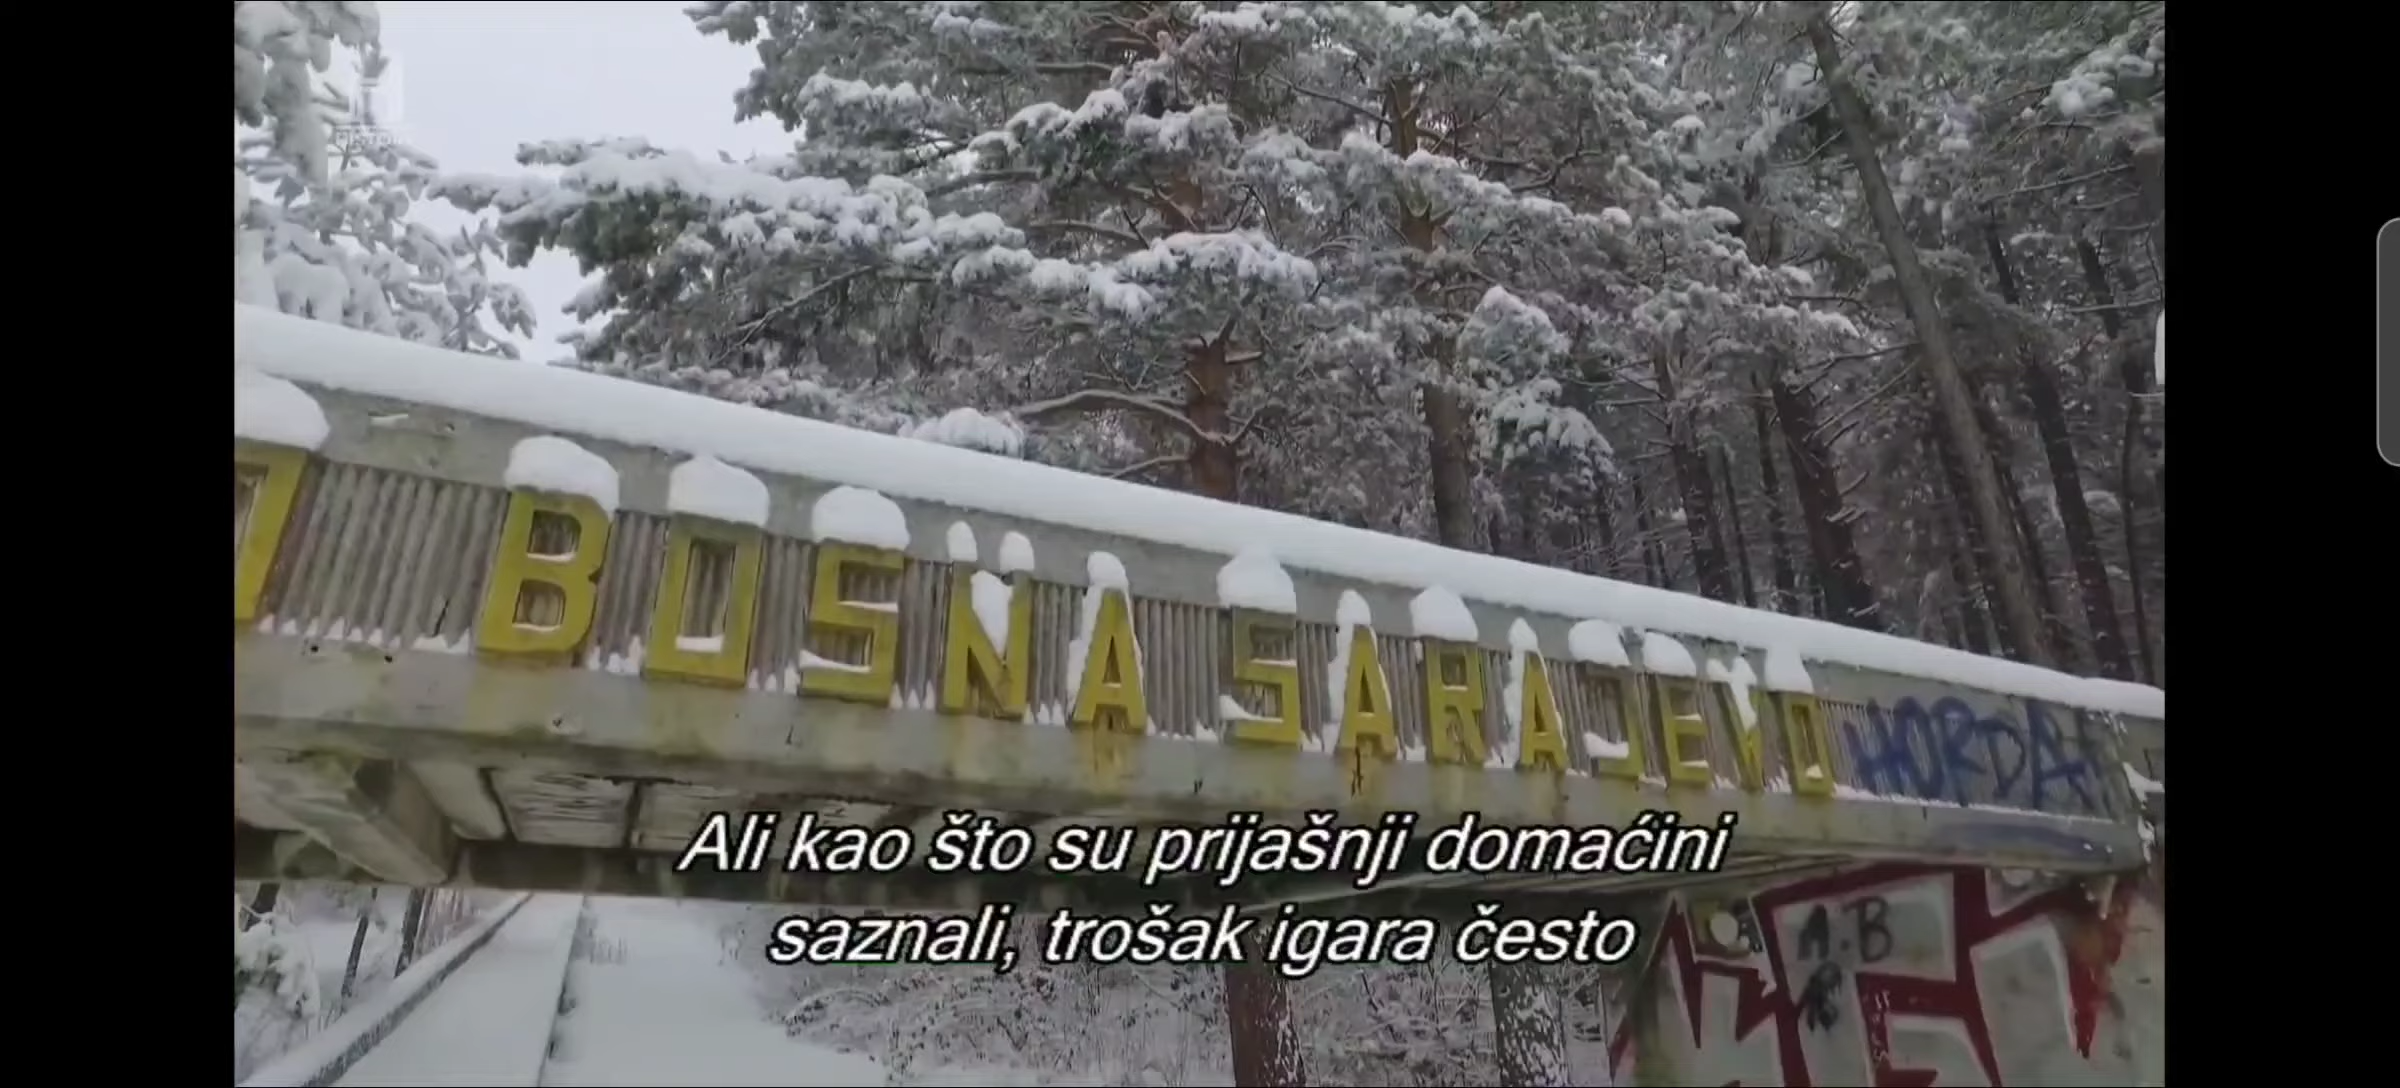 BOSNA SARAJEVO HORDA
A.B
Ali kao što su prijašnji domaćini
saznali, trošak igara često